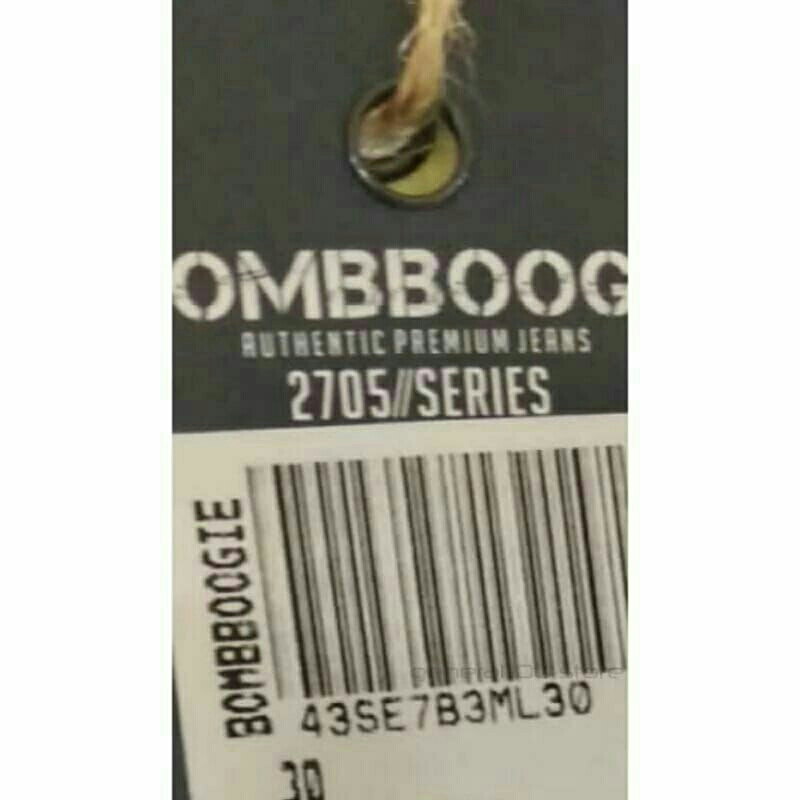 OMBBOOG
AUTHENTIC PREMIUM JEANS
2705//SERIES
BOMBBOOGIE
43SE7B3ML30
30